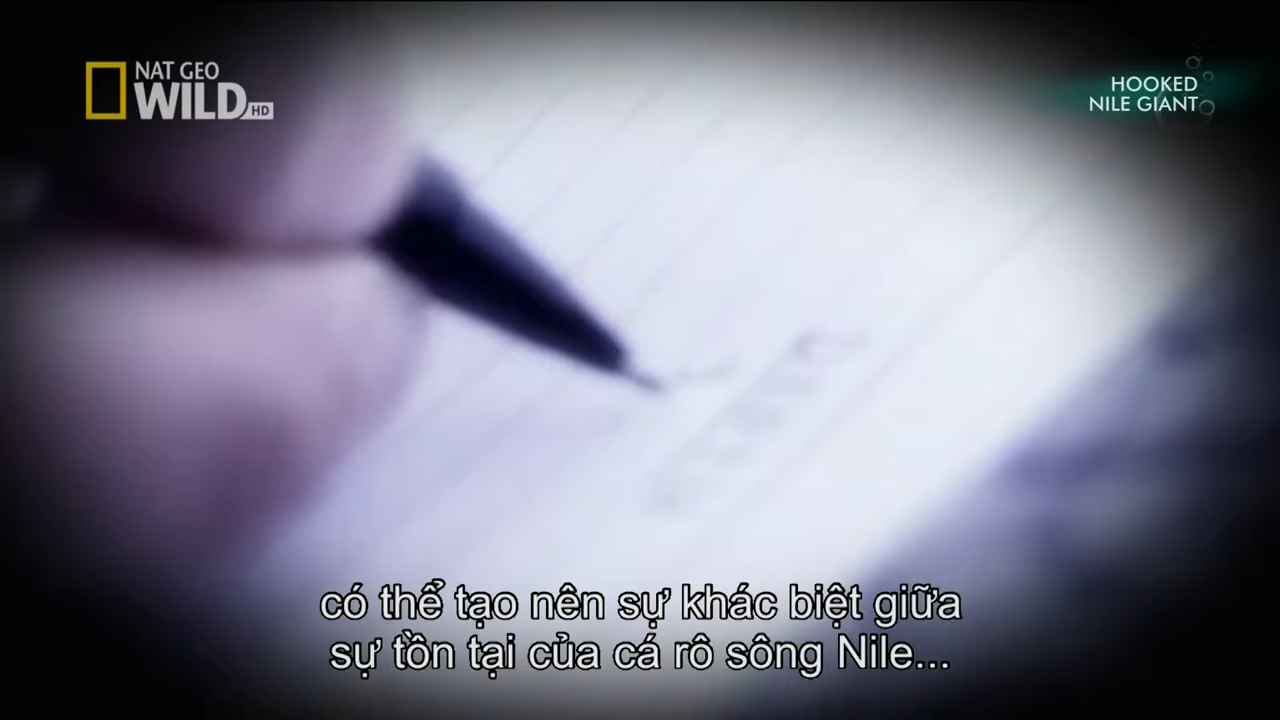 NAT GEO
WILD HD
HOOKED
NILE GIANT
có thể tạo nên sự khác biệt giữa
sự tồn tại của cá rô sông Nile...